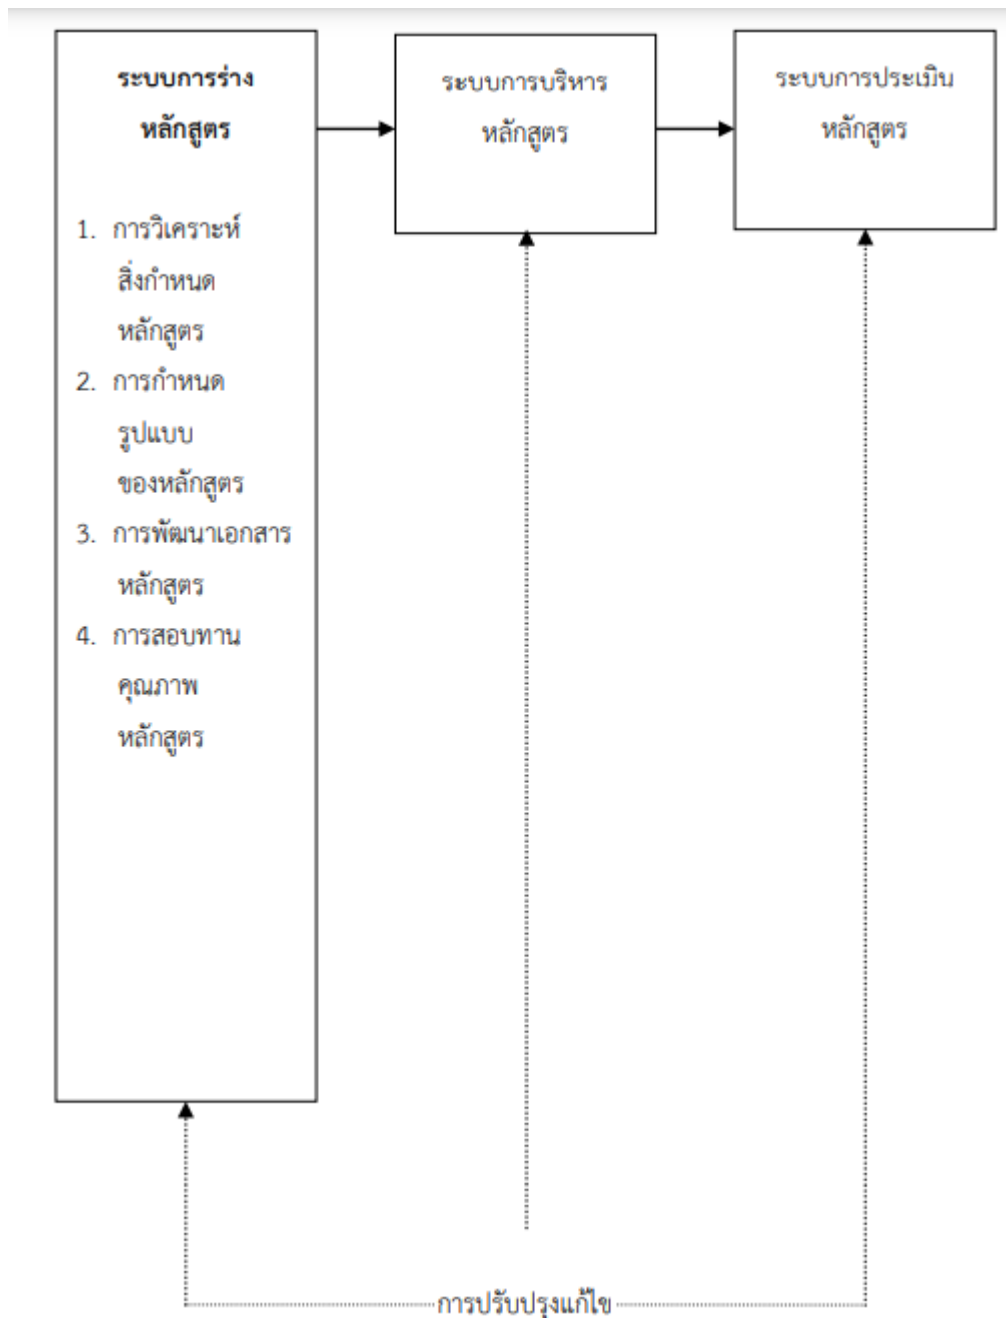 ระบบการร่าง
หลักสูตร
1. การวิเคราะห์
สิ่งกำหนด
หลักสูตร
2. การกำหนด
รูปแบบ
ของหลักสูตร
3. การพัฒนาเอกสาร
หลักสูตร
4. การสอบทาน
คุณภาพ
หลักสูตร
ระบบการบริหาร
หลักสูตร
ระบบการประเมิน
หลักสูตร
การปรับปรุงแก้ไข